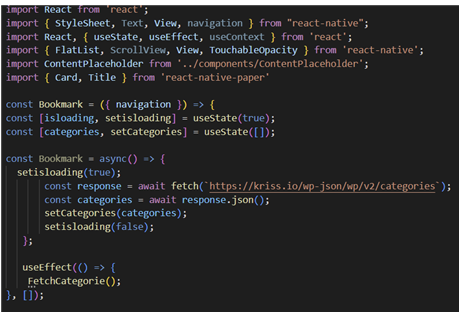 import React from 'react';
import { StyleSheet, Text, View, navigation } from "react-native";
import React, { useState, useEffect, useContext } from 'react';
import { FlatList, ScrollView, View, TouchableOpacity } from 'react-native';
import ContentPlaceholder from '../components/ContentPlaceholder';
import { Card, Title } from 'react-native-paper'
const Bookmark = ({ navigation }) => {
const [isloading, setisloading] = useState(true);
const [categories, setCategories] = useState([]);
const Bookmark = async() => {
setisloading(true);
const response = await fetch(`https://kriss.io/wp-json/wp/v2/categories`);
const categories = await response.json();
setCategories(categories);
setisloading(false);
};
useEffect(() => {
FetchCategorie();
}, []);